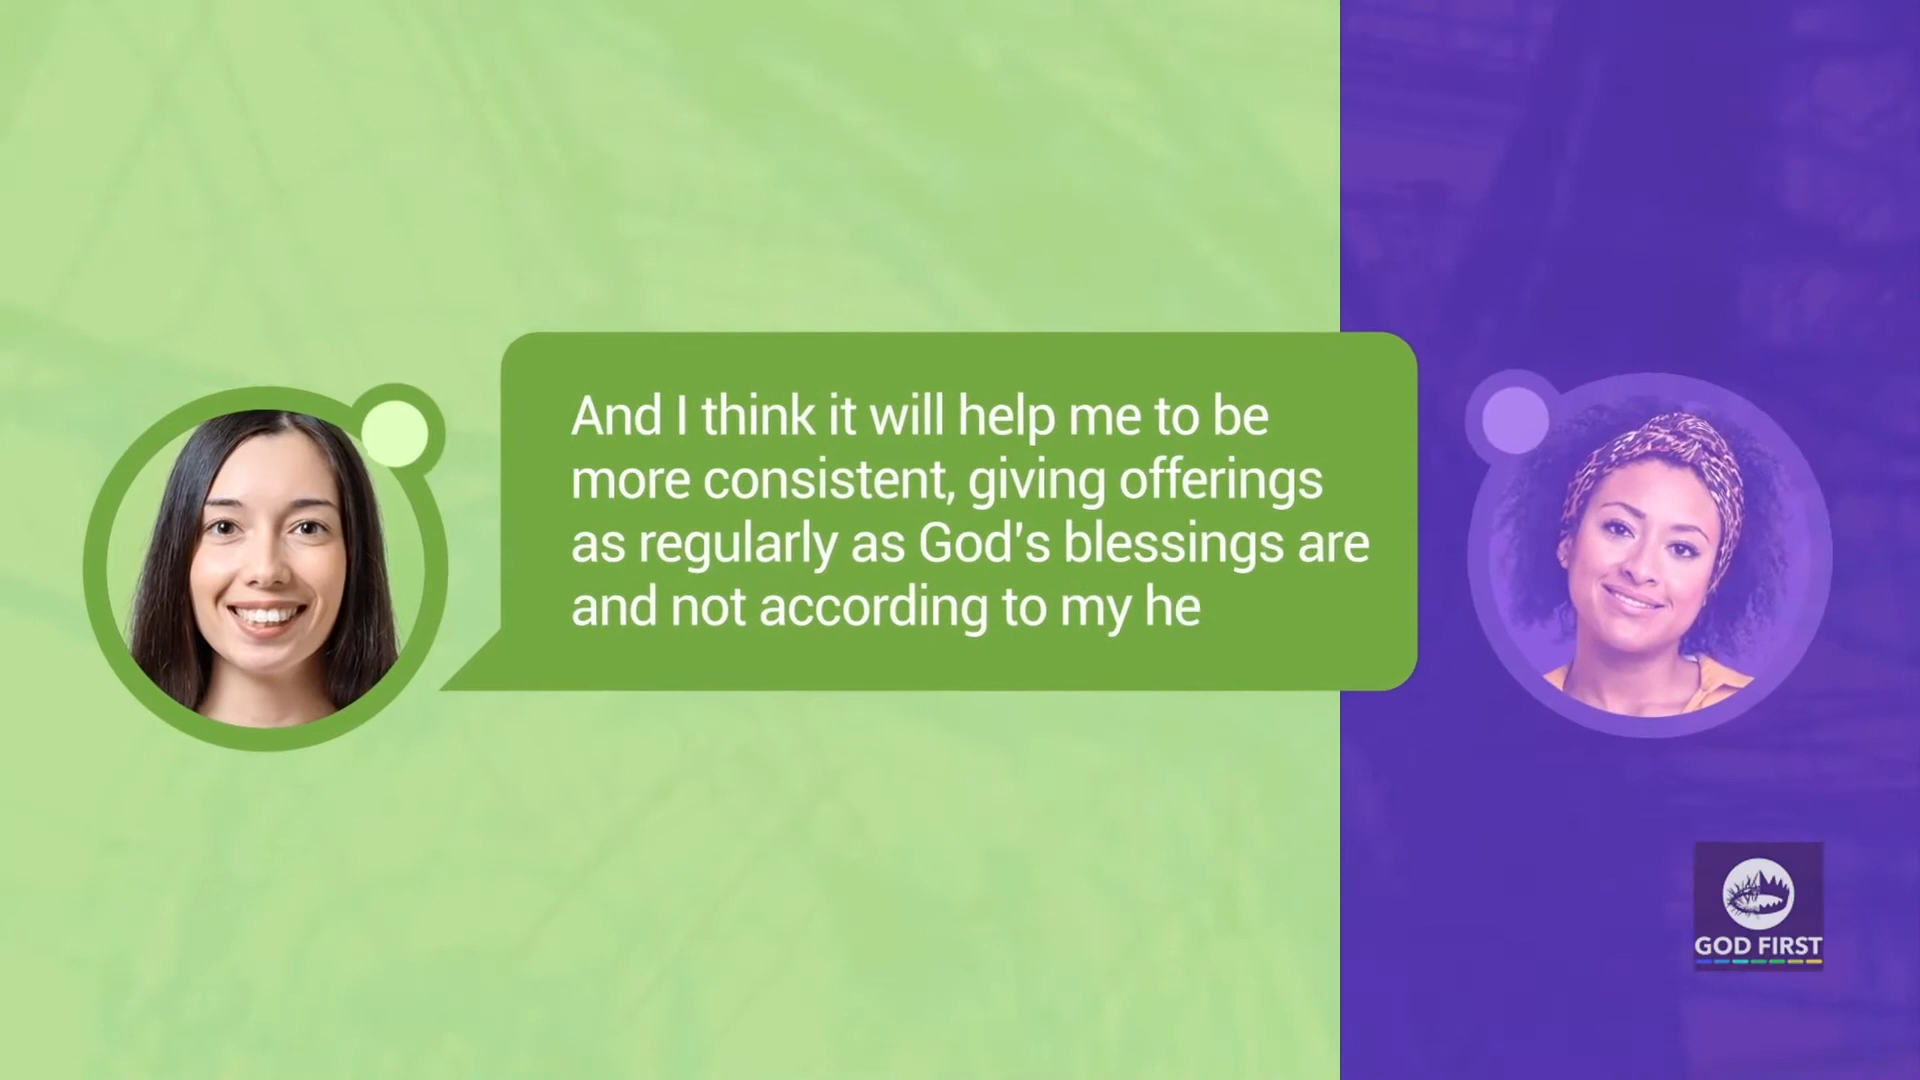 And I think it will help me to be
more consistent, giving offerings
as regularly as God's blessings are
and not according to my he
GOD FIRST